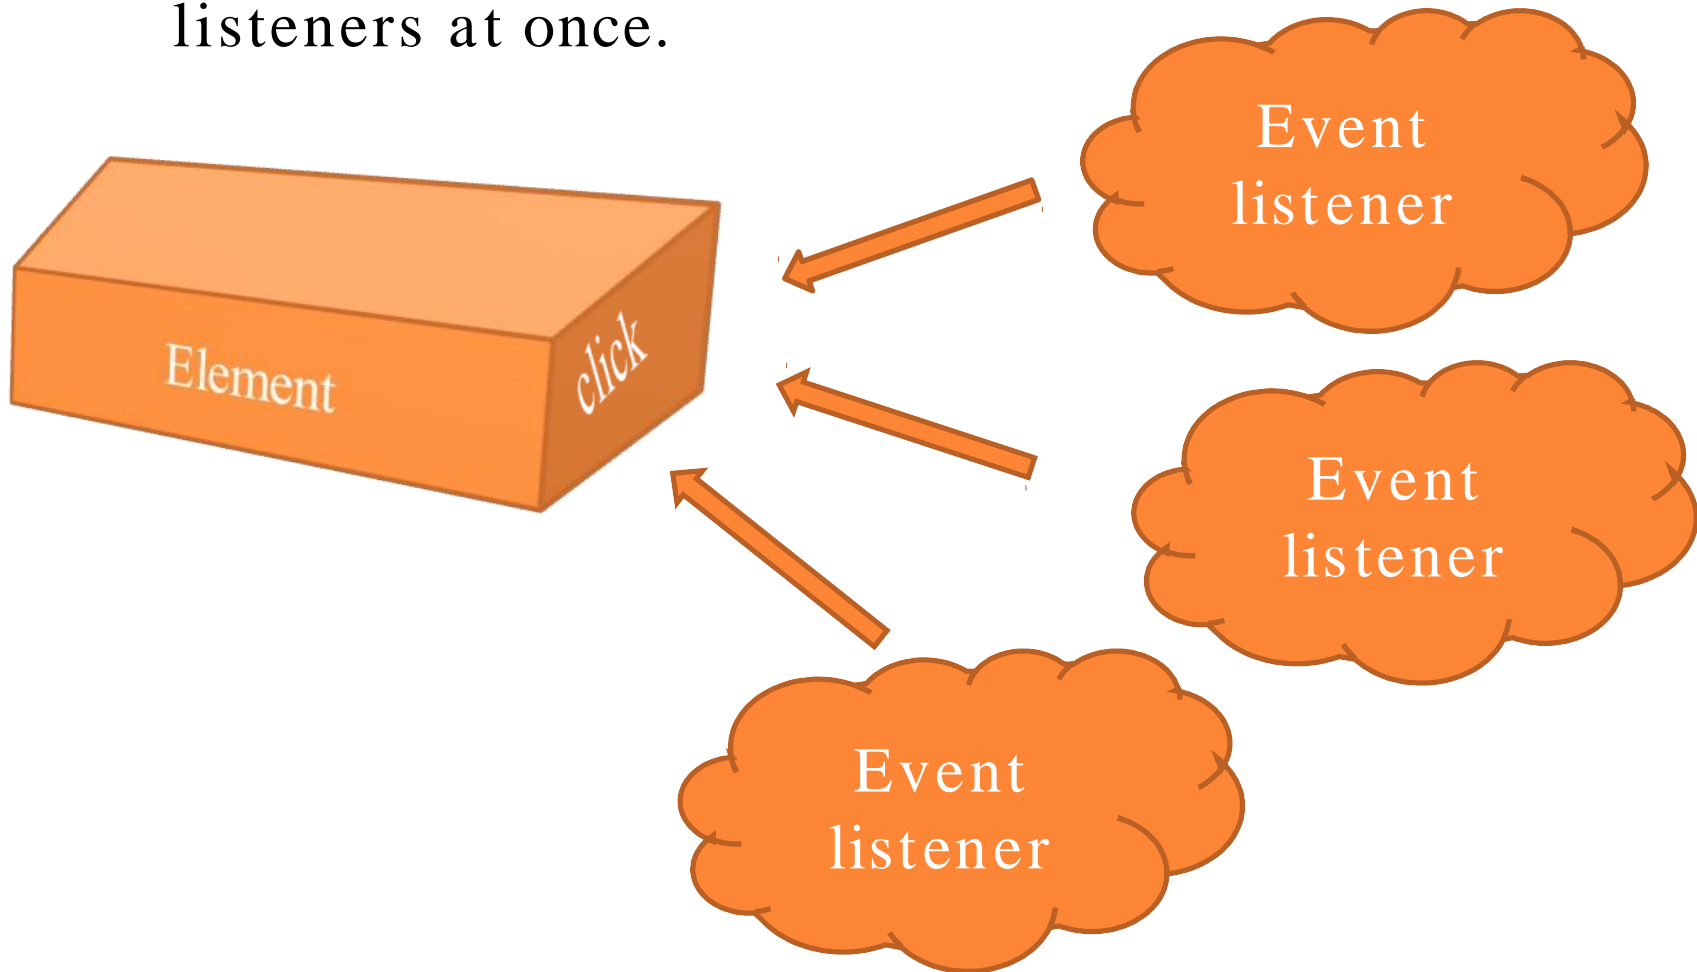 listeners at once.
Event
listener
Element
click
Event
listener
Event
listener